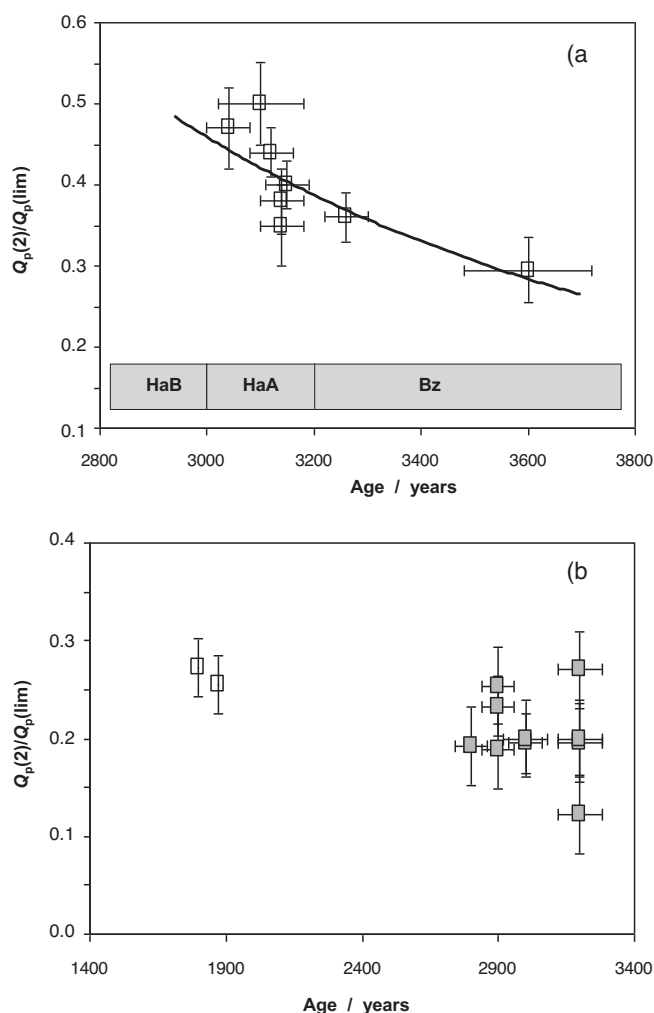 0.6
(a
0.5
0.4
Qp(2)/Qp(lim)
0.3
0.2
HaB HaA Bz
0.1
2800 3000 3200 3400 3600 3800
Age / years
0.4
(b
0.3
Qp(2)/Qp(lim)
0.2
0.1
0.0
1400 1900 2400 2900 3400
Age / years